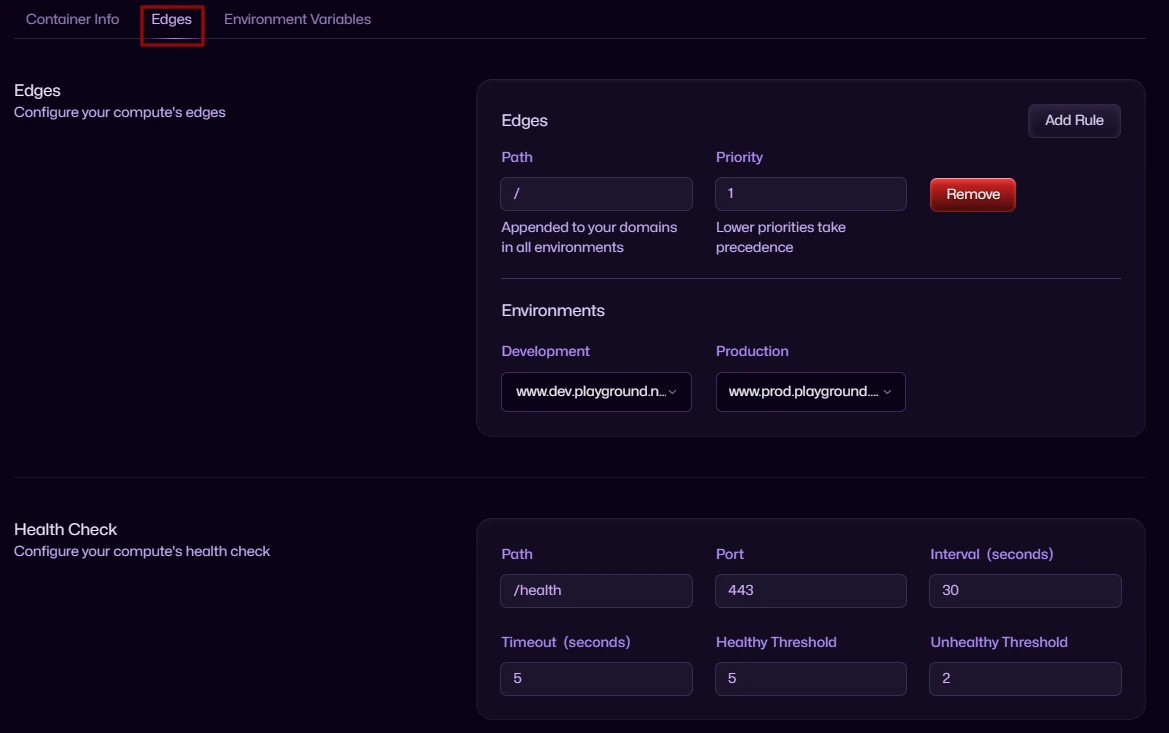 Container Info
Edges
Environment Variables
Edges
Configure your compute's edges
Edges
Add Rule
Path
Priority
/
1
Remove
Appended to your domains
in all environments
Lower priorities take
precedence
Environments
Development
Production
www.dev.playground.n...
www.prod.playground....
Health Check
Configure your compute's health check
Path
Port
Interval (seconds)
/health
443
30
Timeout (seconds)
Healthy Threshold
Unhealthy Threshold
5
5
2